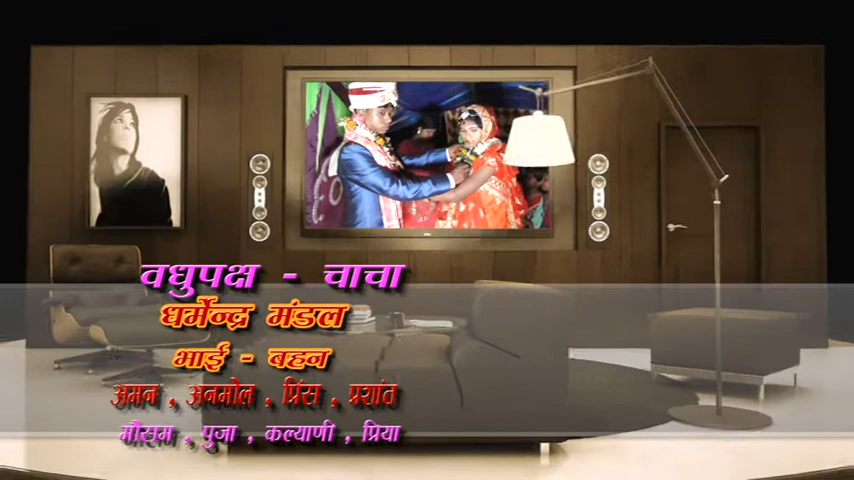 वधुपक्ष - चाचा
धर्मेन्द्र मंडल
भाई - बहन
अमन , अनमोल , प्रिंस , प्रशांत
मौसम , पुजा , कल्याणी , प्रिया